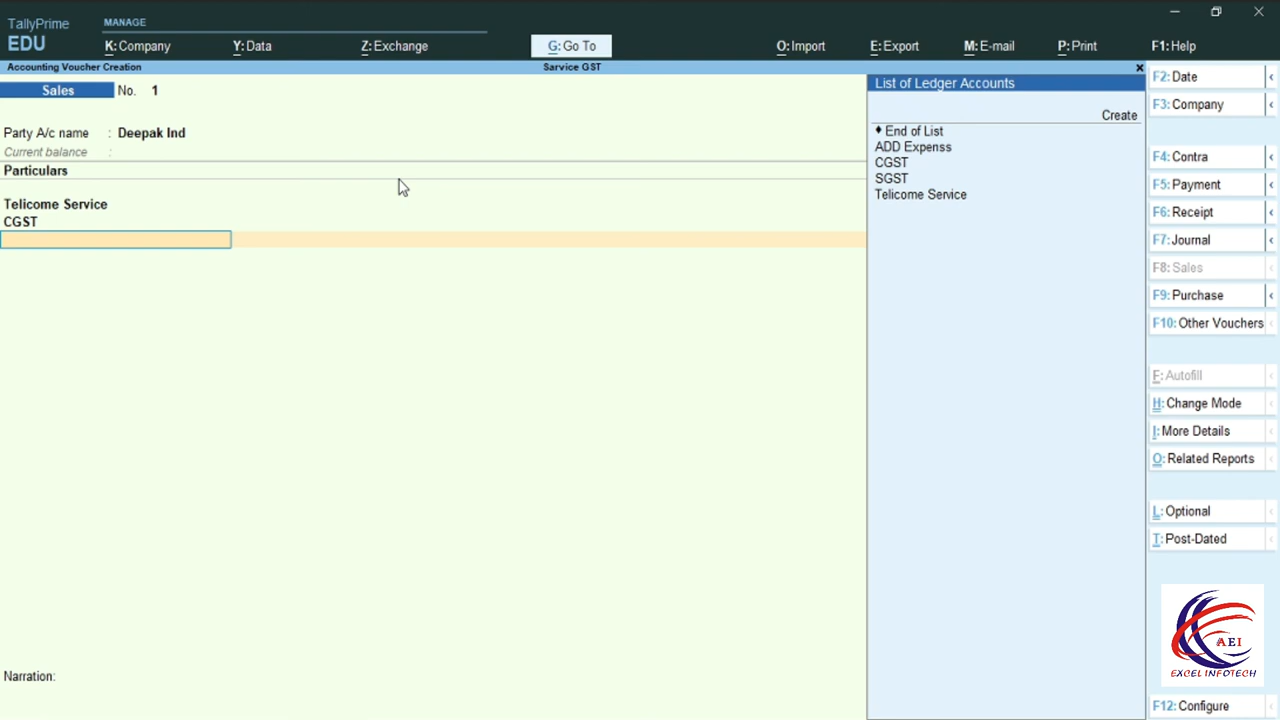 TallyPrime
EDU
MANAGE
K: Company
Y: Data
Z: Exchange
G: Go To
O: Import
E: Export
M: E-mail
P: Print
F1: Help
Accounting Voucher Creation
Sarvice GST
Sales No. 1
Party A/c name : Deepak Ind
Current balance :
Particulars
Telicome Service
CGST
Narration:
List of Ledger Accounts
Create
♦ End of List
ADD Expenss
CGST
SGST
Telicome Service
F2: Date
F3: Company
F4: Contra
F5: Payment
F6: Receipt
F7: Journal
F8: Sales
F9: Purchase
F10: Other Vouchers
F: Autofill
H: Change Mode
I: More Details
O: Related Reports
L: Optional
T: Post-Dated
AEI
EXCEL INFOTECH
F12: Configure